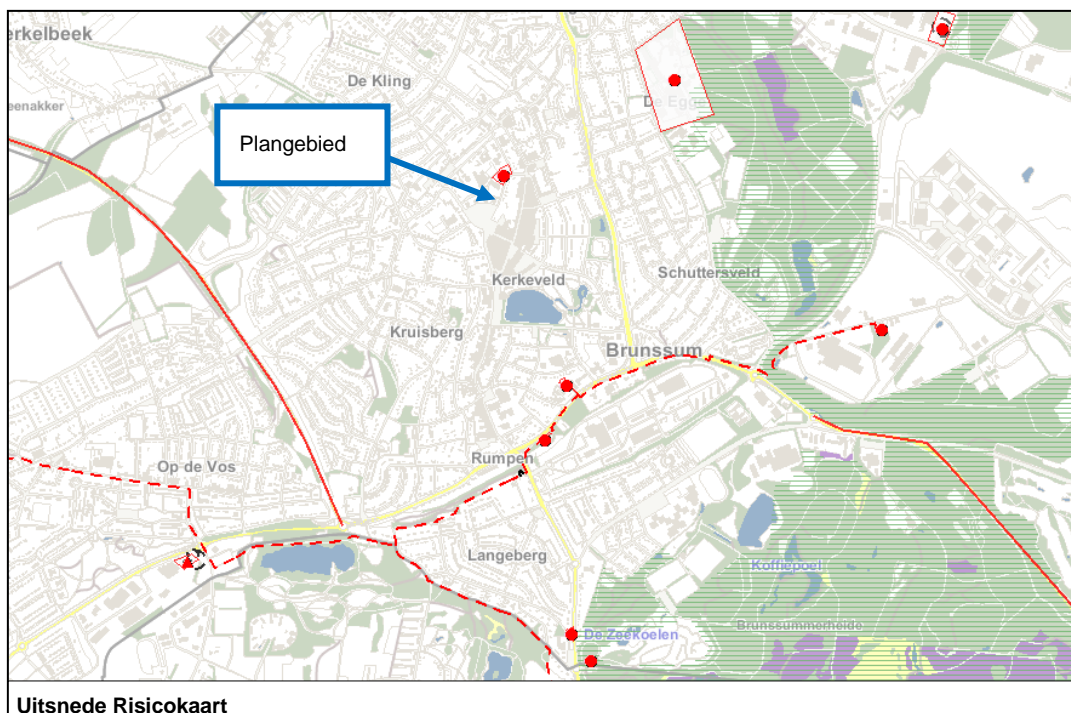 erkelbeek
De Kling
eenakker
De Egge
Plangebied
Kerkeveld
Schuttersveld
Kruisberg
Brunssum
Op de Vos
Rumpen
Langeberg
Koffiepoel
De Zeekoelen
Brunssummerheide
Uitsnede Risicokaart